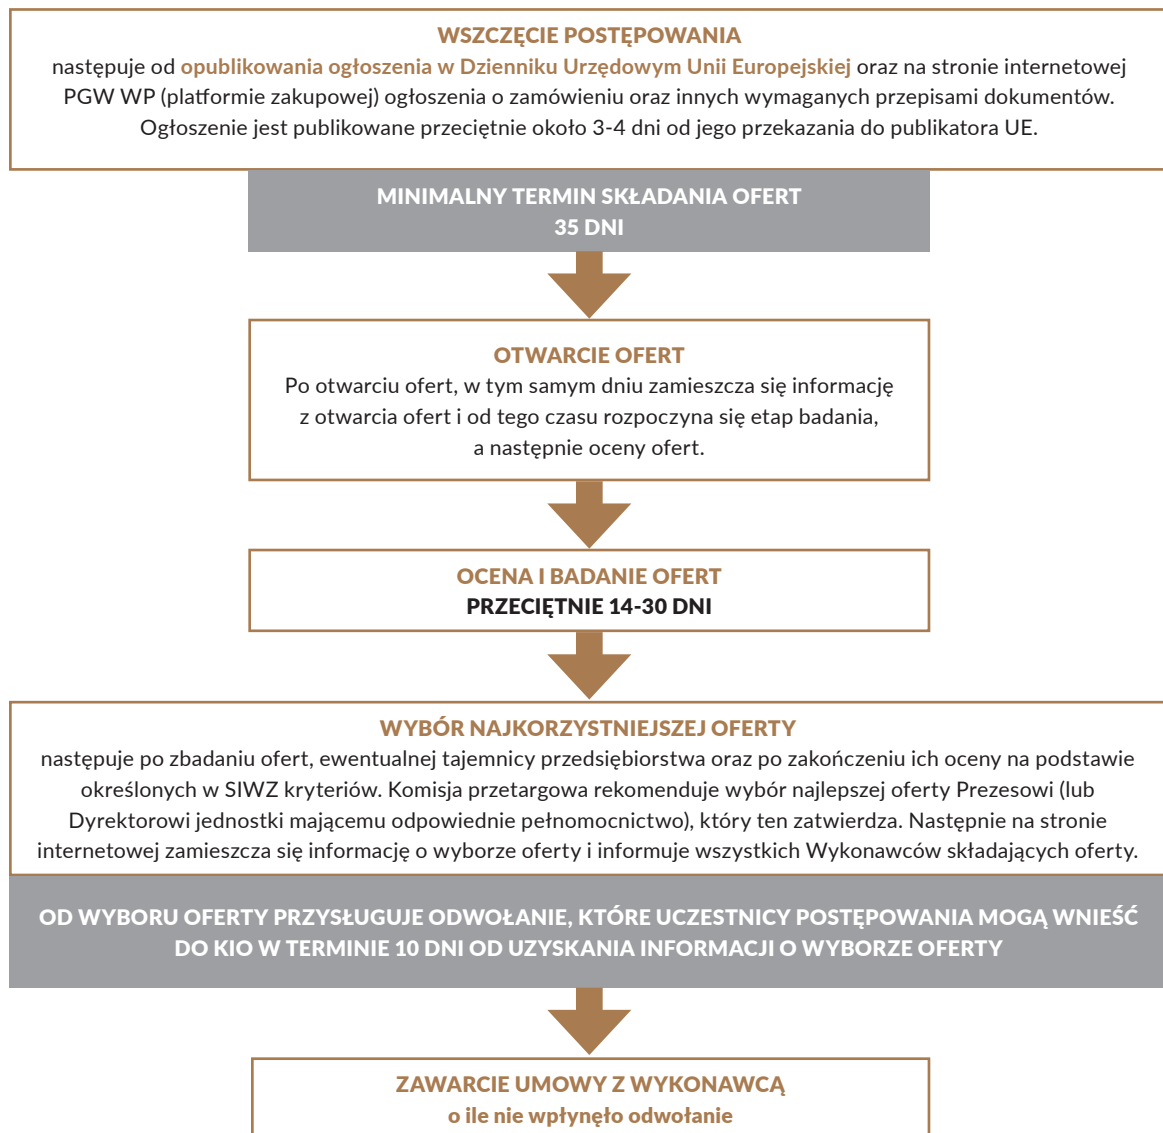 WSZCZĘCIE POSTĘPOWANIA
następuje od opublikowania ogłoszenia w Dzienniku Urzędowym Unii Europejskiej oraz na stronie internetowej
PGW WP (platformie zakupowej) ogłoszenia o zamówieniu oraz innych wymaganych przepisami dokumentów.
Ogłoszenie jest publikowane przeciętnie około 3-4 dni od jego przekazania do publikatora UE.
MINIMALNY TERMIN SKŁADANIA OFERT
35 DNI
OTWARCIE OFERT
Po otwarciu ofert, w tym samym dniu zamieszcza się informację
z otwarcia ofert i od tego czasu rozpoczyna się etap badania,
a następnie oceny ofert.
OCENA I BADANIE OFERT
PRZECIĘTNIE 14-30 DNI
WYBÓR NAJKORZYSTNIEJSZEJ OFERTY
następuje po zbadaniu ofert, ewentualnej tajemnicy przedsiębiorstwa oraz po zakończeniu ich oceny na podstawie
określonych w SIWZ kryteriów. Komisja przetargowa rekomenduje wybór najlepszej oferty Prezesowi (lub
Dyrektorowi jednostki mającemu odpowiednie pełnomocnictwo), który ten zatwierdza. Następnie na stronie
internetowej zamieszcza się informację o wyborze oferty i informuje wszystkich Wykonawców składających oferty.
OD WYBORU OFERTY PRZYSŁUGUJE ODWOŁANIE, KTÓRE UCZESTNICY POSTĘPOWANIA MOGĄ WNIEŚĆ
DO KIO W TERMINIE 10 DNI OD UZYSKANIA INFORMACJI O WYBORZE OFERTY
ZAWARCIE UMOWY Z WYKONAWCĄ
o ile nie wpłynęło odwołanie